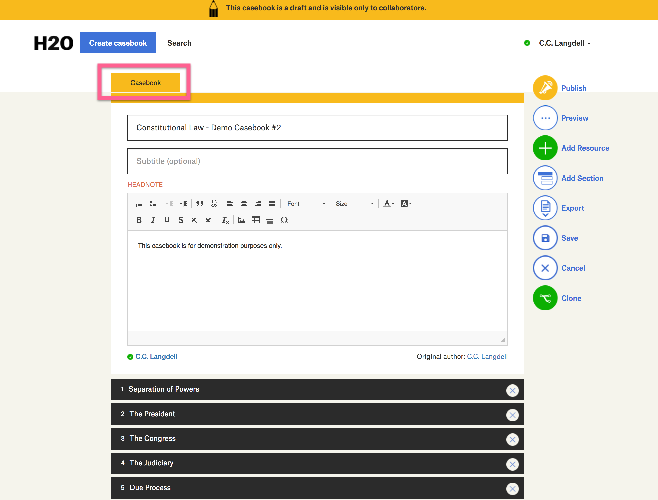 This casebook is a draft and is visible only to collaborators.
H2O
Create casebook
Search
C.C. Langdell
Casebook
Publish
Preview
Add Resource
Add Section
Export
Save
Cancel
Clone
Constitutional Law - Demo Casebook #2
Subtitle (optional)
HEADNOTE
Font
Size
A
A
B I U S x x Ix Ω
This casebook is for demonstration purposes only.
C.C. Langdell
Original author: C.C. Langdell
1 Separation of Powers
2 The President
3 The Congress
4 The Judiciary
5 Due Process